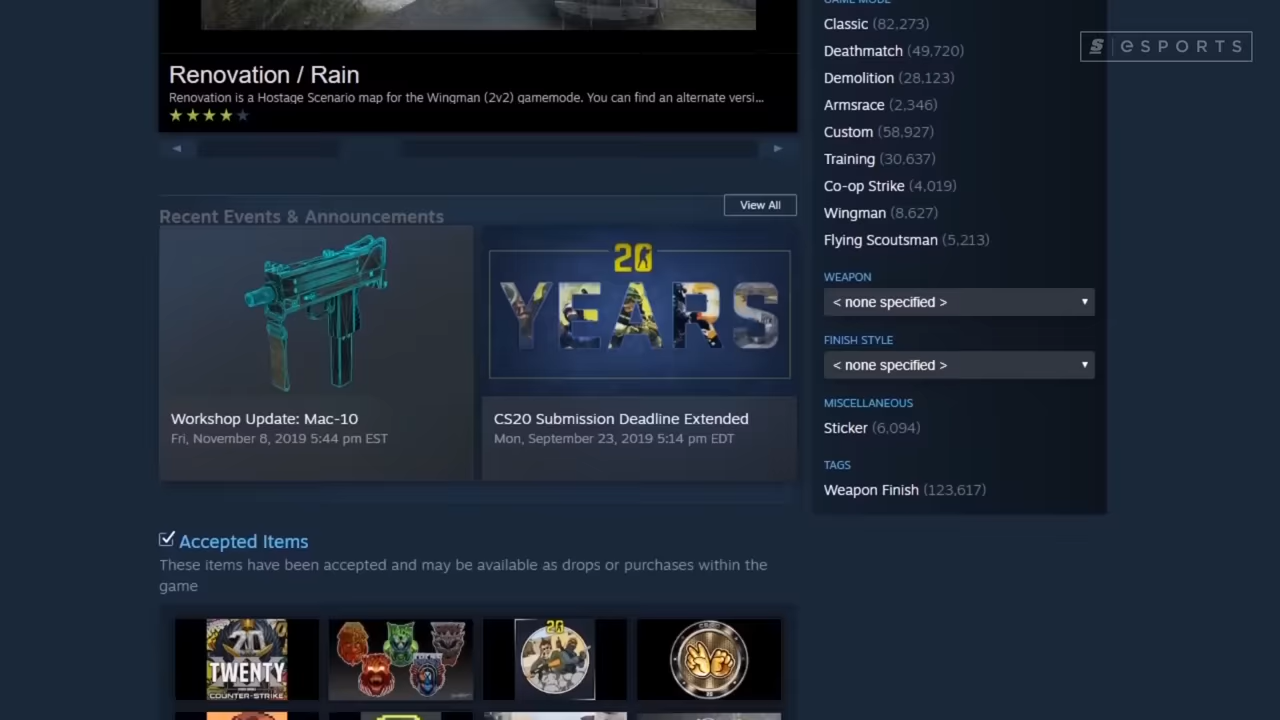 GAME MODE
Classic (82,273)
Deathmatch (49,720)
Demolition (28,123)
Armsrace (2,346)
Custom (58,927)
Training (30,637)
Co-op Strike (4,019)
Wingman (8,627)
Flying Scoutsman (5,213)
WEAPON
< none specified >
FINISH STYLE
< none specified >
MISCELLANEOUS
Sticker (6,094)
TAGS
Weapon Finish (123,617)
S | eSPORTS
Renovation / Rain
Renovation is a Hostage Scenario map for the Wingman (2v2) gamemode. You can find an alternate versi...
View All
Recent Events & Announcements
20
YEARS
Workshop Update: Mac-10
Fri, November 8, 2019 5:44 pm EST
CS20 Submission Deadline Extended
Mon, September 23, 2019 5:14 pm EDT
Accepted Items
These items have been accepted and may be available as drops or purchases within the
game
20
TWENTY
COUNTER-STRIKE
20